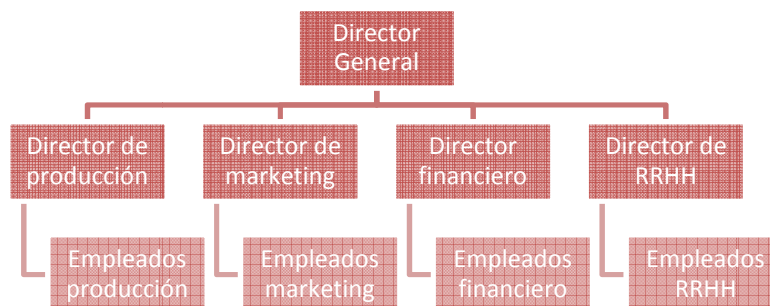 Director
General
Director de
producción
Director de
marketing
Director
financiero
Director de
RRHH
Empleados
producción
Empleados
marketing
Empleados
financiero
Empleados
RRHH